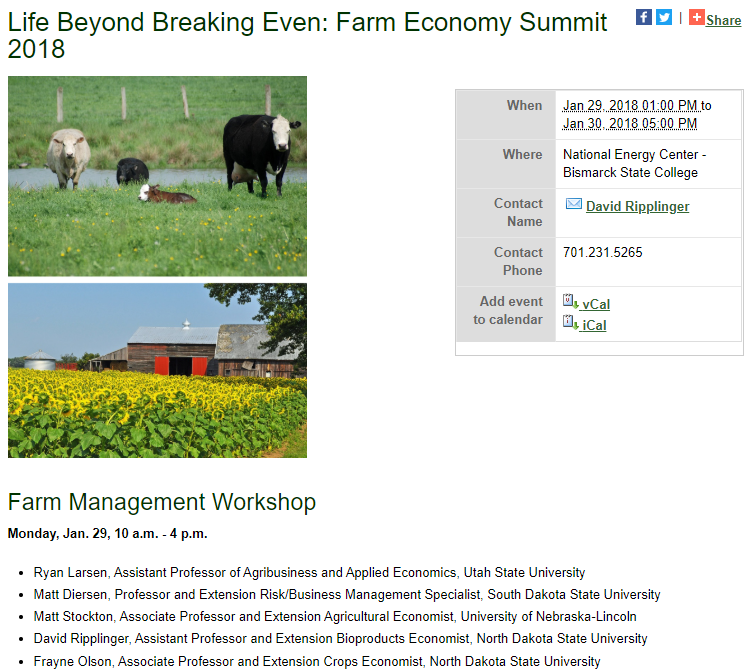 Life Beyond Breaking Even: Farm Economy Summit
2018
| Share
When Jan 29, 2018 01:00 PM to
Jan 30, 2018 05:00 PM
Where National Energy Center -
Bismarck State College
Contact
Name David Ripplinger
Contact
Phone 701.231.5265
Add event
to calendar
vCal
iCal
Farm Management Workshop
Monday, Jan. 29, 10 a.m. - 4 p.m.
• Ryan Larsen, Assistant Professor of Agribusiness and Applied Economics, Utah State University
• Matt Diersen, Professor and Extension Risk/Business Management Specialist, South Dakota State University
• Matt Stockton, Associate Professor and Extension Agricultural Economist, University of Nebraska-Lincoln
• David Ripplinger, Assistant Professor and Extension Bioproducts Economist, North Dakota State University
• Frayne Olson, Associate Professor and Extension Crops Economist, North Dakota State University